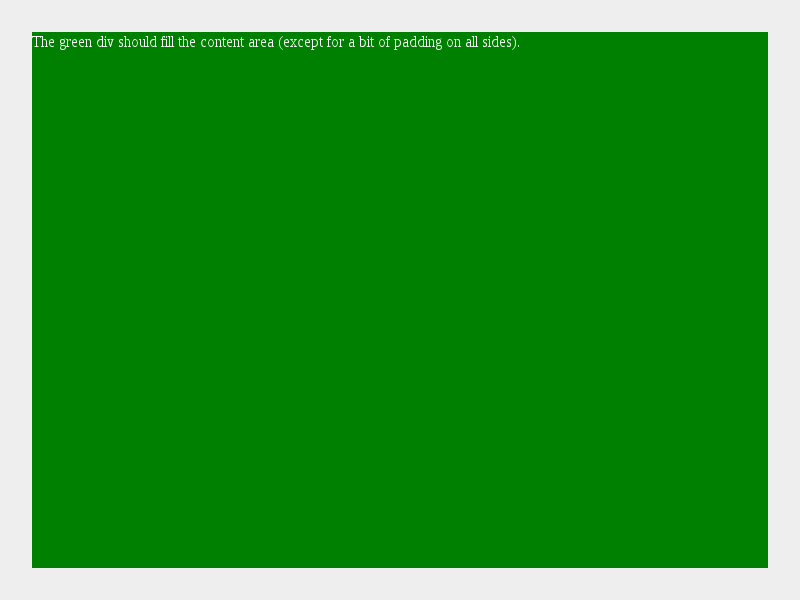 The green div should fill the content area (except for a bit of padding on all sides).